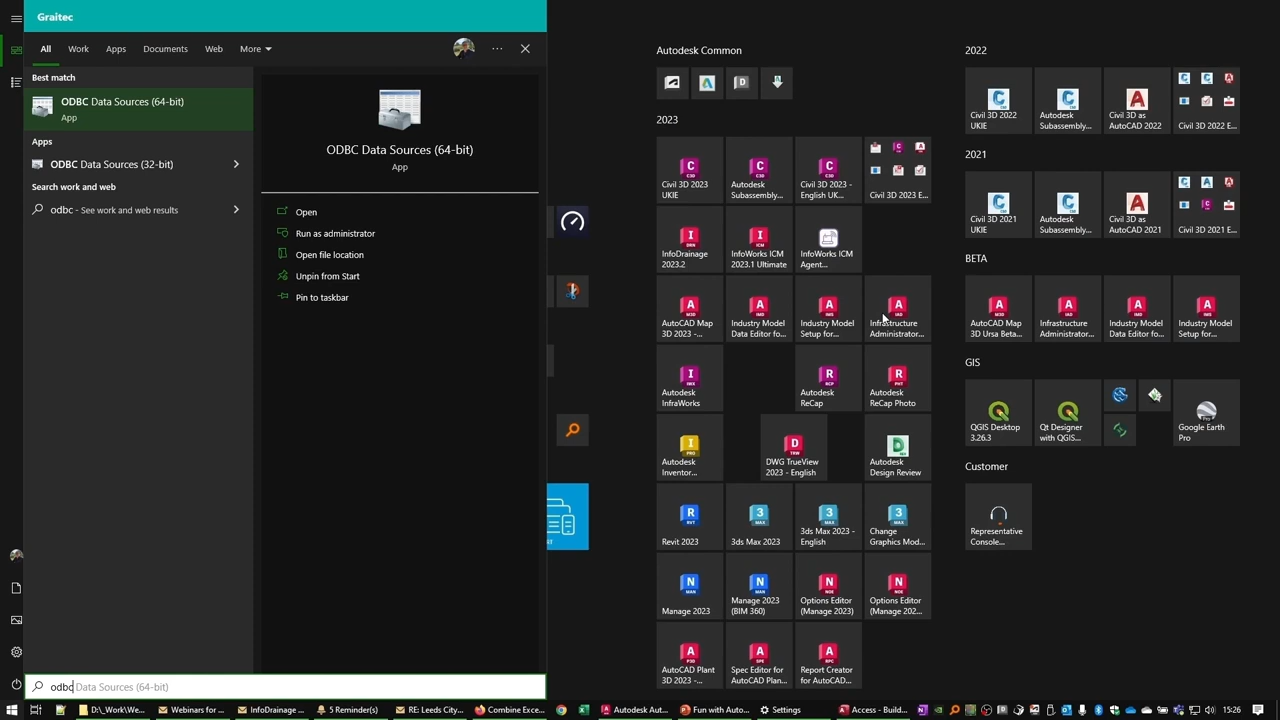 Graitec
All Work Apps Documents Web More
Best match
ODBC Data Sources (64-bit)
App
Apps
ODBC Data Sources (32-bit)
Search work and web
odbc - See work and web results
ODBC Data Sources (64-bit)
App
Open
Run as administrator
Open file location
Unpin from Start
Pin to taskbar
Autodesk Common
2023
Civil 3D 2023
UKIE
Autodesk
Subassembly...
Civil 3D 2023 -
English UK...
Civil 3D 2023 E...
InfoDrainage
2023.2
InfoWorks ICM
2023.1 Ultimate
InfoWorks ICM
Agent...
AutoCAD Map
3D 2023 -...
Industry Model
Data Editor fo...
Industry Model
Setup for...
Infrastructure
Administrator...
Autodesk
InfraWorks
Autodesk
ReCap
Autodesk
ReCap Photo
Autodesk
Inventor...
DWG TrueView
2023 - English
Autodesk
Design Review
Revit 2023
3ds Max 2023
3ds Max 2023 -
English
Change
Graphics Mod...
Manage 2023
Manage 2023
(BIM 360)
Options Editor
(Manage 2023)
Options Editor
(Manage 202...
AutoCAD Plant
3D 2023 -...
Spec Editor for
AutoCAD Plan...
Report Creator
for AutoCAD...
2022
Civil 3D 2022
UKIE
Autodesk
Subassembly...
Civil 3D as
AutoCAD 2022
Civil 3D 2022 E...
2021
Civil 3D 2021
UKIE
Autodesk
Subassembly...
Civil 3D as
AutoCAD 2021
Civil 3D 2021 E...
BETA
AutoCAD Map
3D Ursa Beta...
Infrastructure
Administrator...
Industry Model
Data Editor fo...
Industry Model
Setup for...
GIS
QGIS Desktop
3.26.3
Qt Designer
with QGIS...
Google Earth
Pro
Customer
Representative
Console...
odbc Data Sources (64-bit)
D:\_Work\We... Webinars for ... InfoDrainage ... 5 Reminder(s) RE: Leeds City... Combine Exce... Autodesk Aut... Fun with Auto... Settings Access - Build... 15:26